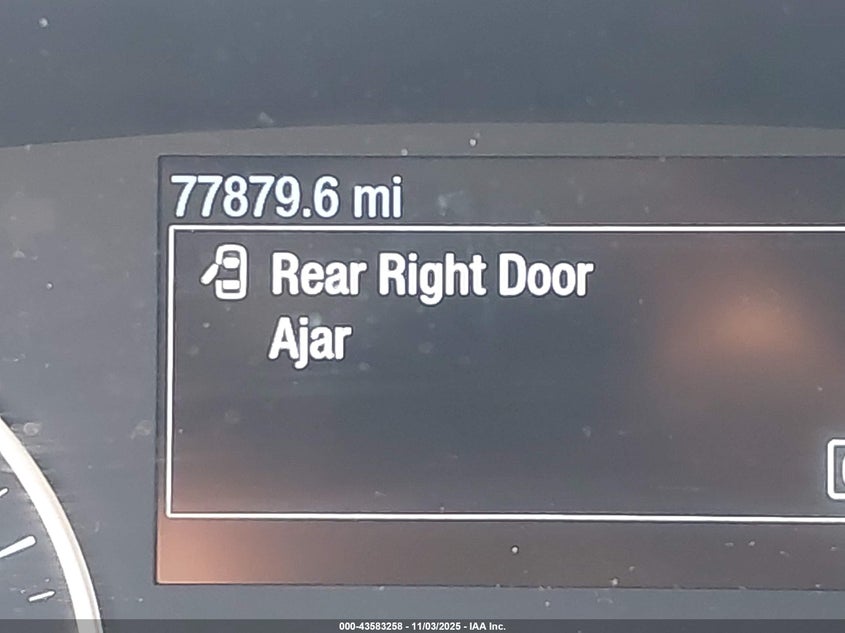 77879.6 mi
Rear Right Door
Ajar
000-43583258 - 11/03/2025 - IAA Inc.